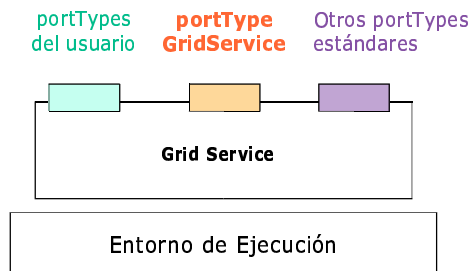 portTypes
del usuario
portType
GridService
Otros portTypes
estándares
Grid Service
Entorno de Ejecución